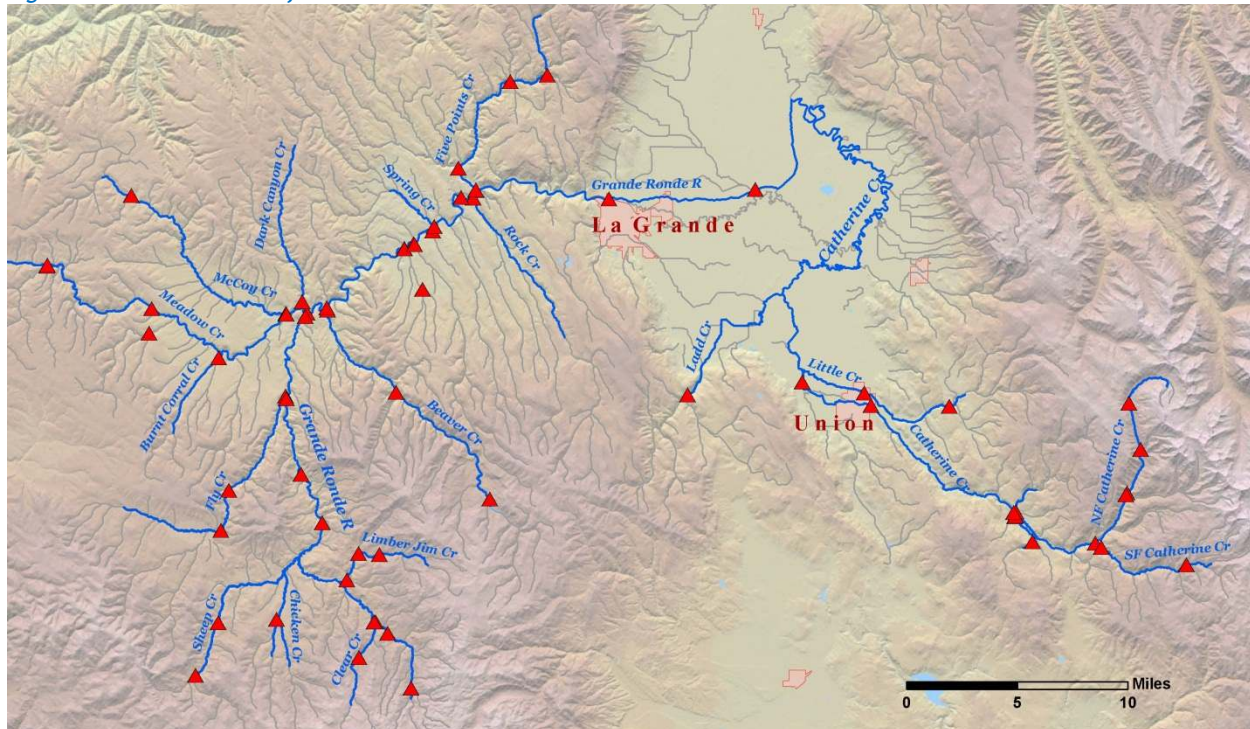 Five Points Cr
Spring Cr
Dark Canyon Cr
Grande Ronde R
La Grande
Rock Cr
Catherine Cr
McCoy Cr
Meadow Cr
Burnt Corral Cr
Ladd Cr
Little Cr
Union
Beaver Cr
Grande Ronde R
Catherine Cr
NF Catherine Cr
SF Catherine Cr
Fly Cr
Limber Jim Cr
Sheep Cr
Chicken Cr
Clear Cr
Miles
0 5 10